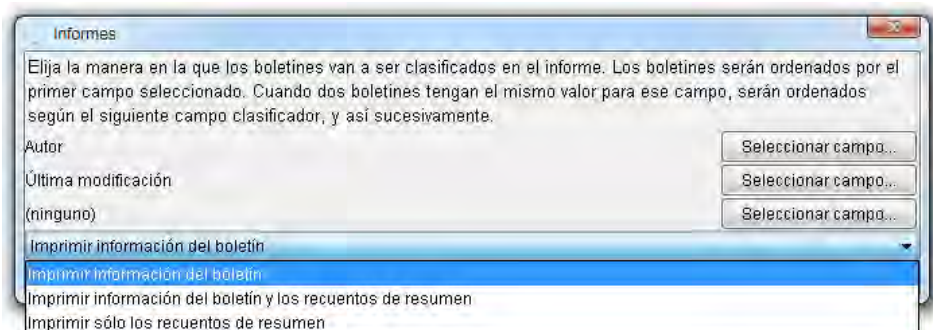 Informes
Elija la manera en la que los boletines van a ser clasificados en el informe. Los boletines serán ordenados por el
primer campo seleccionado. Cuando dos boletines tengan el mismo valor para ese campo, serán ordenados
según el siguiente campo clasificador, y así sucesivamente.
Autor Seleccionar campo...
Última modificación Seleccionar campo...
(ninguno) Seleccionar campo...
Imprimir información del boletín
Imprimir información del boletín
Imprimir información del boletín y los recuentos de resumen
Imprimir sólo los recuentos de resumen